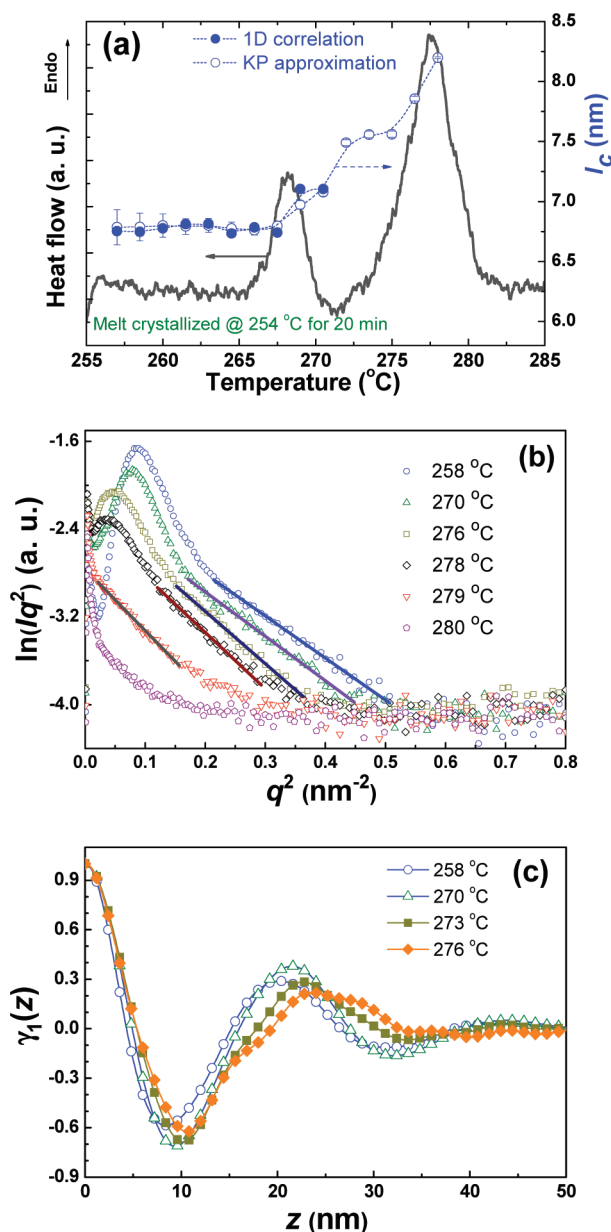 (a)
1D correlation
KP approximation
Endo
Heat flow (a. u.)
l_c (nm)
8.5
8.0
7.5
7.0
6.5
6.0
Melt crystallized @ 254 °C for 20 min
255 260 265 270 275 280 285
Temperature (°C)
(b)
258 °C
270 °C
276 °C
278 °C
279 °C
280 °C
ln(Iq²) (a. u.)
-1.6
-2.4
-3.2
-4.0
0.0 0.1 0.2 0.3 0.4 0.5 0.6 0.7 0.8
q² (nm⁻²)
(c)
258 °C
270 °C
273 °C
276 °C
γ₁(z)
0.9
0.6
0.3
0.0
-0.3
-0.6
-0.9
0 10 20 30 40 50
z (nm)